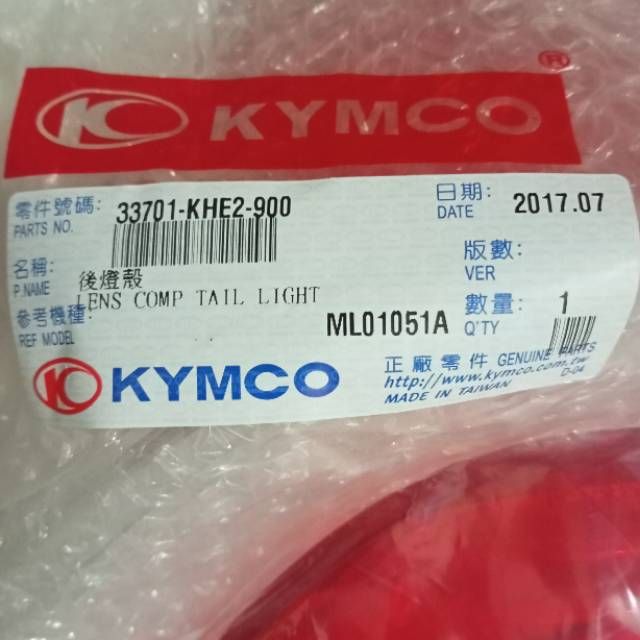 KYMCO ®
零件號碼: 33701-KHE2-900
PARTS NO.
日期: 2017.07
DATE
名稱: 後燈殼
P.NAME LENS COMP TAIL LIGHT
版數:
VER
參考機種:
REF MODEL
ML01051A
數量: 1
Q'TY
KYMCO
正廠零件 GENUINE PARTS
http://www.kymco.com.tw
MADE IN TAIWAN D-04